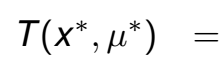 T(x*, μ*) =